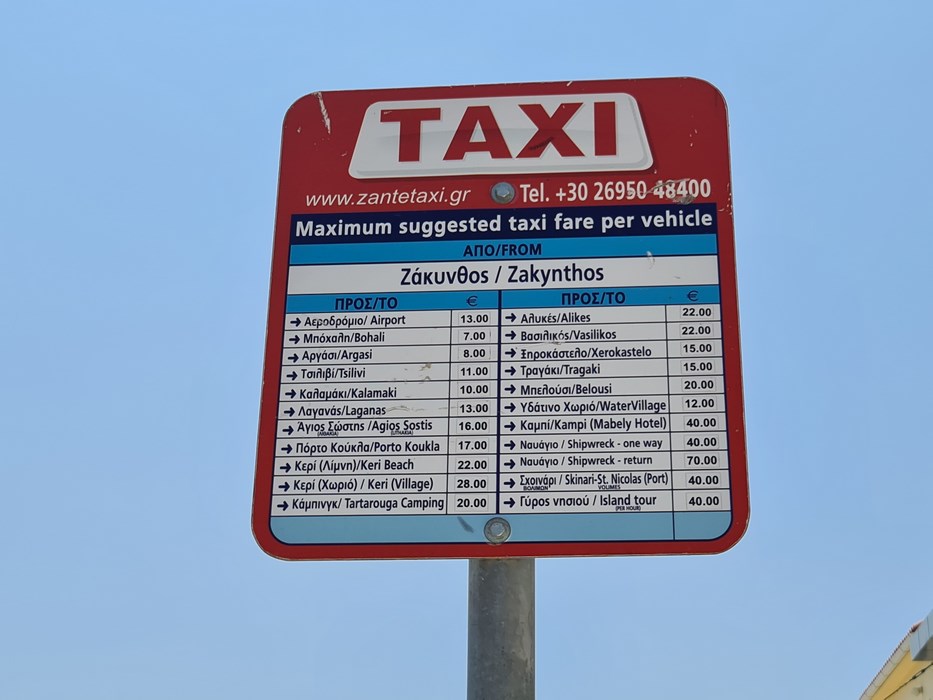 TAXI
www.zantetaxi.gr Tel. +30 26950 48400
Maximum suggested taxi fare per vehicle
ΑΠΟ/FROM
Ζάκυνθος / Zakynthos
ΠΡΟΣ/TO €
➔ Αεροδρόμιο/ Airport 13.00
➔ Μπόχαλη/Bohali 7.00
➔ Αργάσι/Argasi 8.00
➔ Τσιλιβί/Tsilivi 11.00
➔ Καλαμάκι/Kalamaki 10.00
➔ Λαγανάς/Laganas 13.00
➔ Άγιος Σώστης /Agios Sostis 16.00
(ΛΙΘΑΚΙΑ) (LITHAKIA)
➔ Πόρτο Κούκλα/Porto Koukla 17.00
➔ Κερί (Λίμνη)/Keri Beach 22.00
➔ Κερί (Χωριό) / Keri (Village) 28.00
➔ Κάμπινγκ/ Tartarouga Camping 20.00
ΠΡΟΣ/TO €
➔ Αλυκές/Alikes 22.00
➔ Βασιλικός/Vasilikos 22.00
➔ Ξηροκάστελο/Xerokastelo 15.00
➔ Τραγάκι/Tragaki 15.00
➔ Μπελούσι/Belousi 20.00
➔ Υδάτινο Χωριό/WaterVillage 12.00
➔ Καμπί/Kampi (Mabely Hotel) 40.00
➔ Ναυάγιο / Shipwreck - one way 40.00
➔ Ναυάγιο / Shipwreck - return 70.00
➔ Σχοινάρι / Skinari-St. Nicolas (Port) 40.00
ΒΟΛΙΜΩΝ VOLIMES
➔ Γύρος νησιού / Island tour 40.00
(PER HOUR)